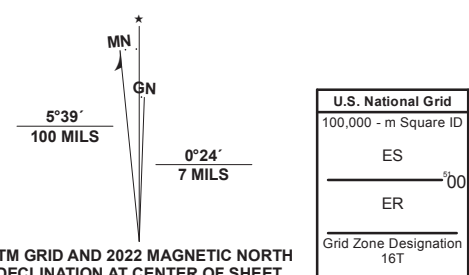 ★
MN
GN
5°39´
100 MILS
0°24´
7 MILS
TM GRID AND 2022 MAGNETIC NORTH
DECLINATION AT CENTER OF SHEET
U.S. National Grid
100,000 - m Square ID
ES
5100
ER
Grid Zone Designation
16T